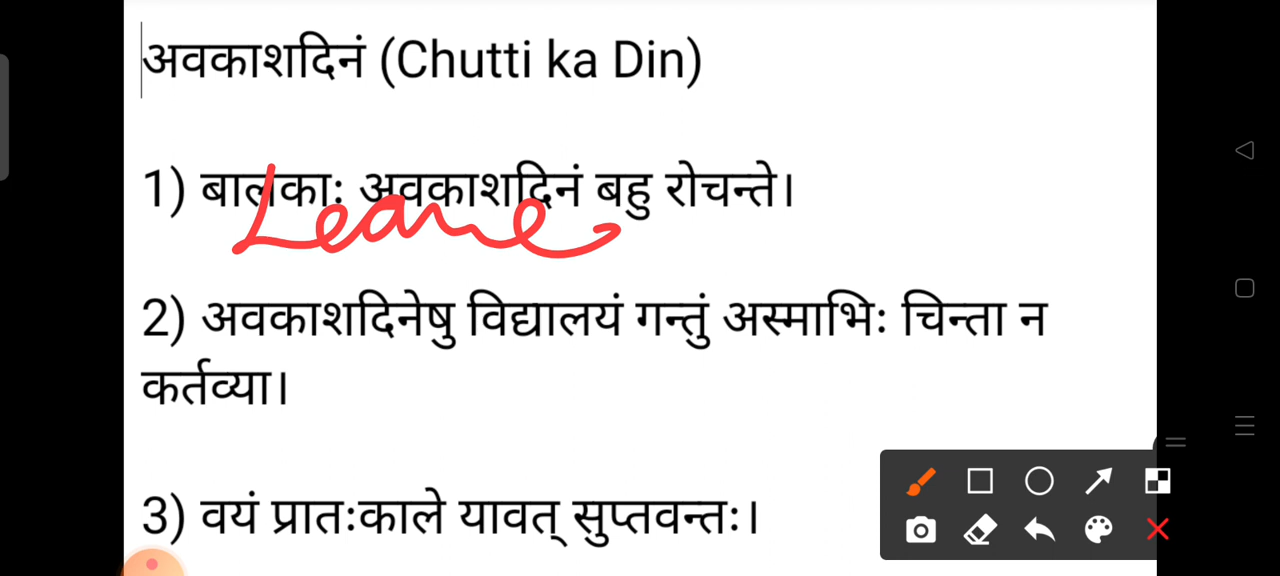 अवकाशदिनं (Chutti ka Din)
1) बालकाः अवकाशदिनं बहु रोचन्ते।
Leave
2) अवकाशदिनेषु विद्यालयं गन्तुं अस्माभिः चिन्ता न
कर्तव्या।
3) वयं प्रातःकाले यावत् सुप्तवन्तः।